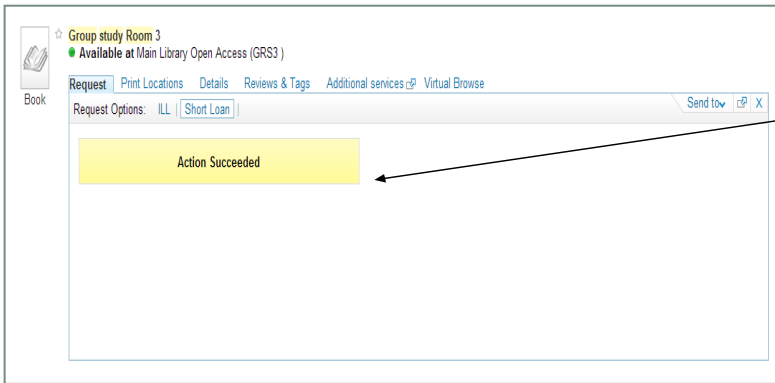 Group study Room 3
Available at Main Library Open Access (GRS3 )
Book
Request Print Locations Details Reviews & Tags Additional services Virtual Browse
Request Options: ILL | Short Loan |
Send to X
Action Succeeded